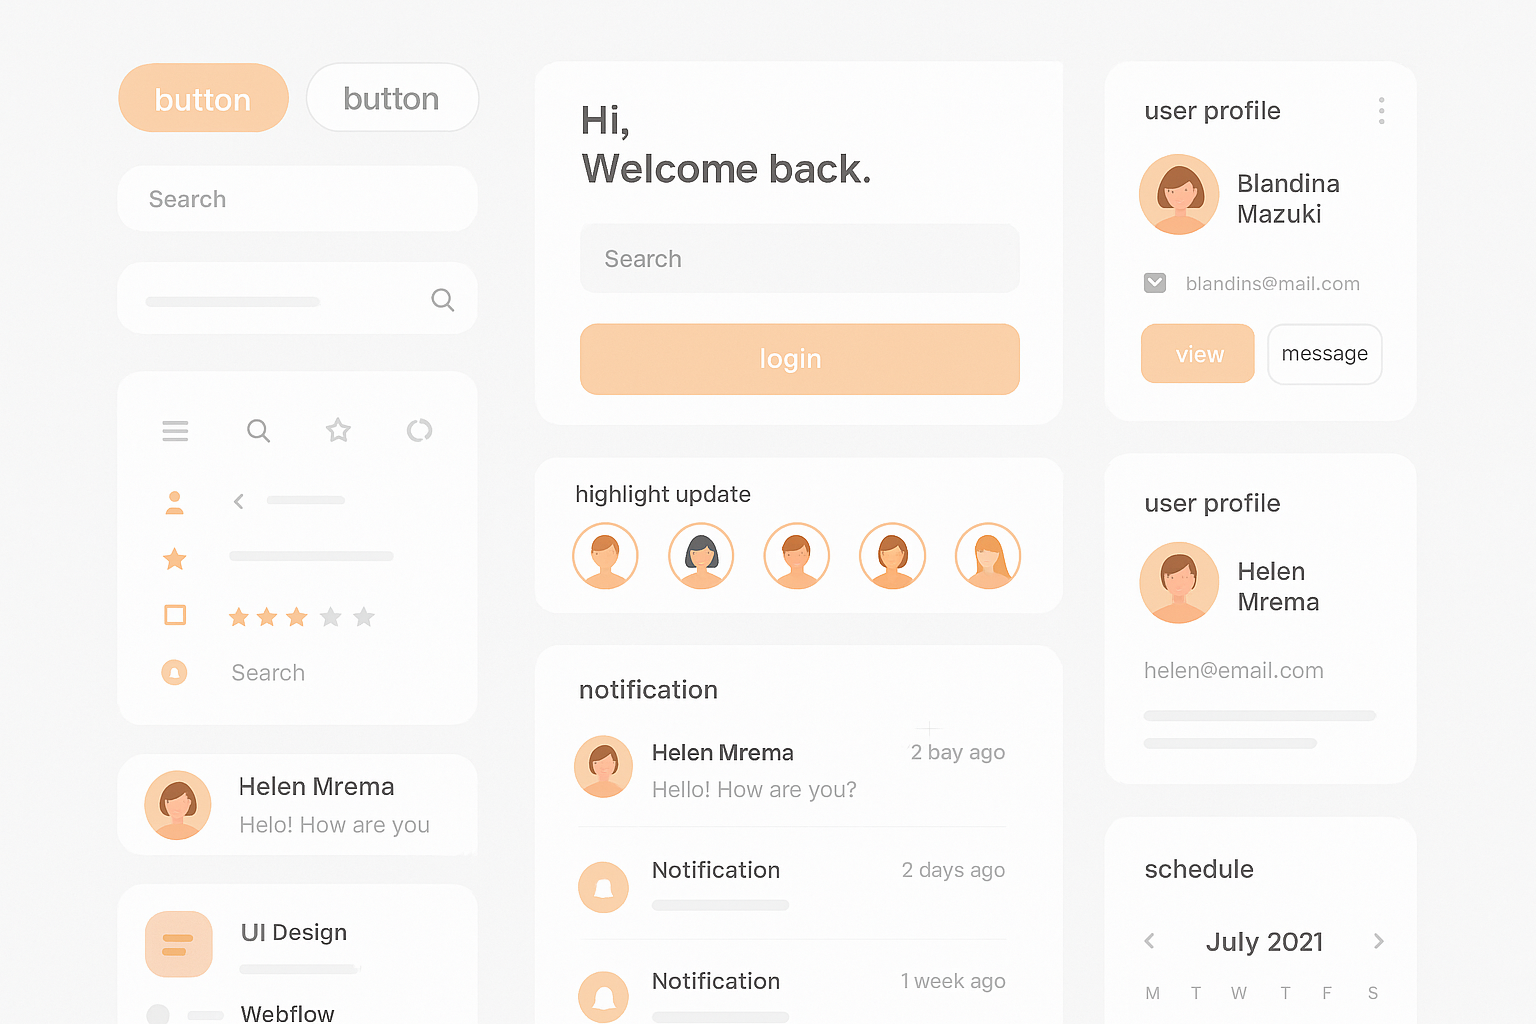 button
button
Search
Search
Helen Mrema
Helo! How are you
UI Design
Webflow
Hi,
Welcome back.
Search
login
highlight update
notification
Helen Mrema
2 bay ago
Hello! How are you?
Notification
2 days ago
Notification
1 week ago
user profile
Blandina
Mazuki
blandins@mail.com
view
message
user profile
Helen
Mrema
helen@email.com
schedule
July 2021
M T W T F S